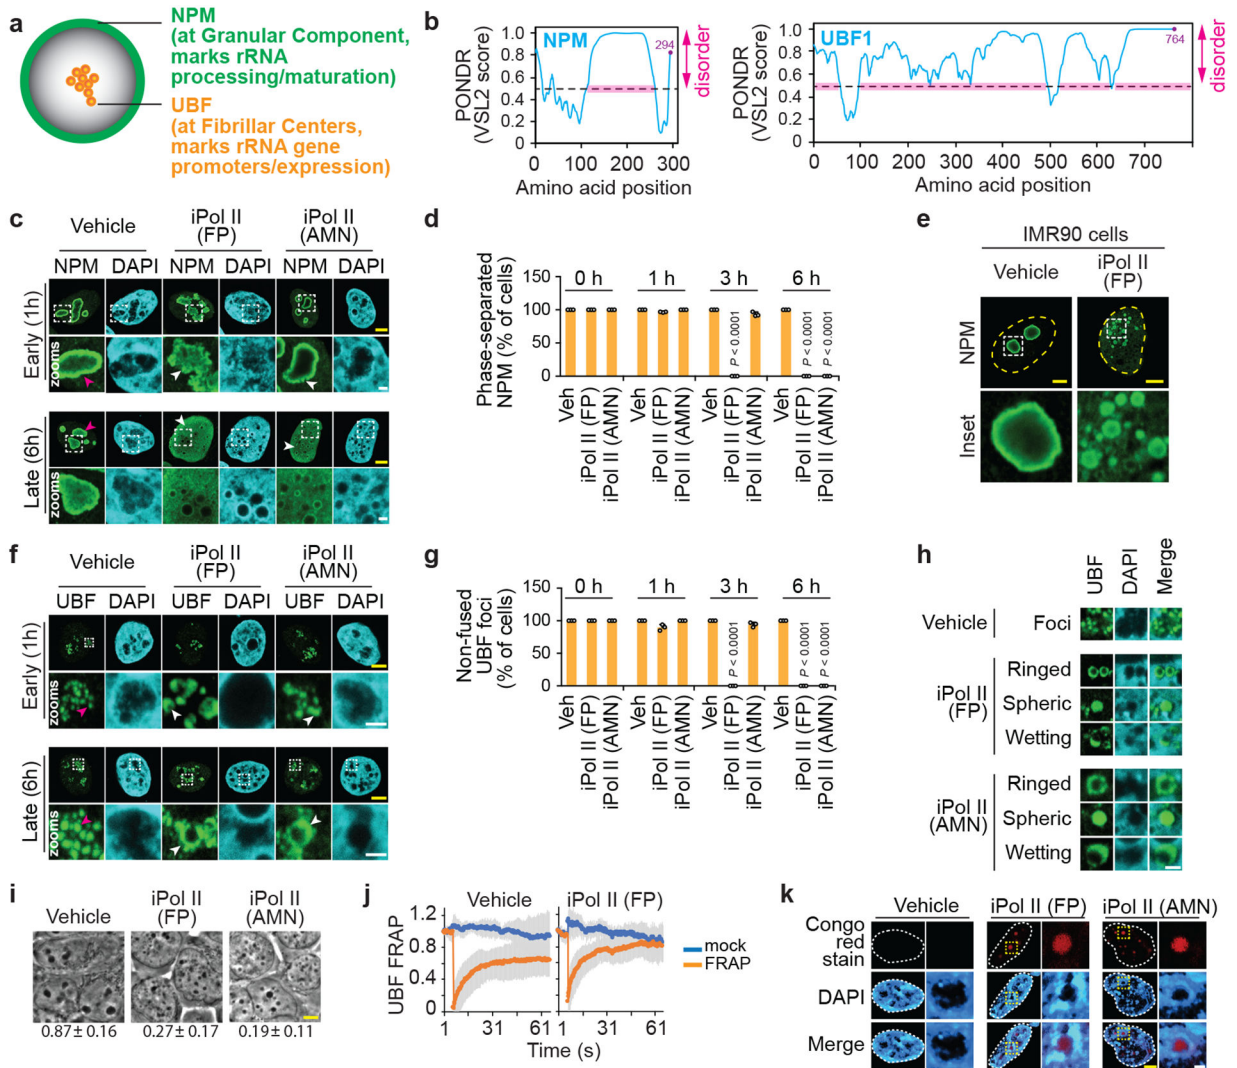 a
NPM
(at Granular Component,
marks rRNA
processing/maturation)
UBF
(at Fibrillar Centers,
marks rRNA gene
promoters/expression)
b
PONDR
(VSL2 score)
1.0
0.8
0.6
0.4
0.2
0
NPM
294
disorder
0 100 200 300
Amino acid position
PONDR
(VSL2 score)
1.0
0.8
0.6
0.4
0.2
0
UBF1
764
disorder
0 100 200 300 400 500 600 700
Amino acid position
c
Vehicle
iPol II
(FP)
iPol II
(AMN)
NPM DAPI NPM DAPI NPM DAPI
Early (1h)
zooms
Late (6h)
zooms
d
Phase-separated
NPM (% of cells)
150
100
50
0
0 h 1 h 3 h 6 h
P < 0.0001
P < 0.0001
P < 0.0001
Veh
iPol II (FP)
iPol II (AMN)
Veh
iPol II (FP)
iPol II (AMN)
Veh
iPol II (FP)
iPol II (AMN)
Veh
iPol II (FP)
iPol II (AMN)
e
IMR90 cells
Vehicle
iPol II
(FP)
NPM
Inset
f
Vehicle
iPol II
(FP)
iPol II
(AMN)
UBF DAPI UBF DAPI UBF DAPI
Early (1h)
zooms
Late (6h)
zooms
g
Non-fused
UBF foci
(% of cells)
150
100
50
0
0 h 1 h 3 h 6 h
P < 0.0001
P < 0.0001
P < 0.0001
Veh
iPol II (FP)
iPol II (AMN)
Veh
iPol II (FP)
iPol II (AMN)
Veh
iPol II (FP)
iPol II (AMN)
Veh
iPol II (FP)
iPol II (AMN)
h
UBF
DAPI
Merge
Vehicle
Foci
iPol II
(FP)
Ringed
Spheric
Wetting
iPol II
(AMN)
Ringed
Spheric
Wetting
i
Vehicle
iPol II
(FP)
iPol II
(AMN)
0.87 ± 0.16
0.27 ± 0.17
0.19 ± 0.11
j
Vehicle
iPol II (FP)
UBF FRAP
1.2
0.8
0.4
0
1 31 61
1 31 61
Time (s)
mock
FRAP
k
Vehicle
iPol II (FP)
iPol II (AMN)
Congo
red
stain
DAPI
Merge